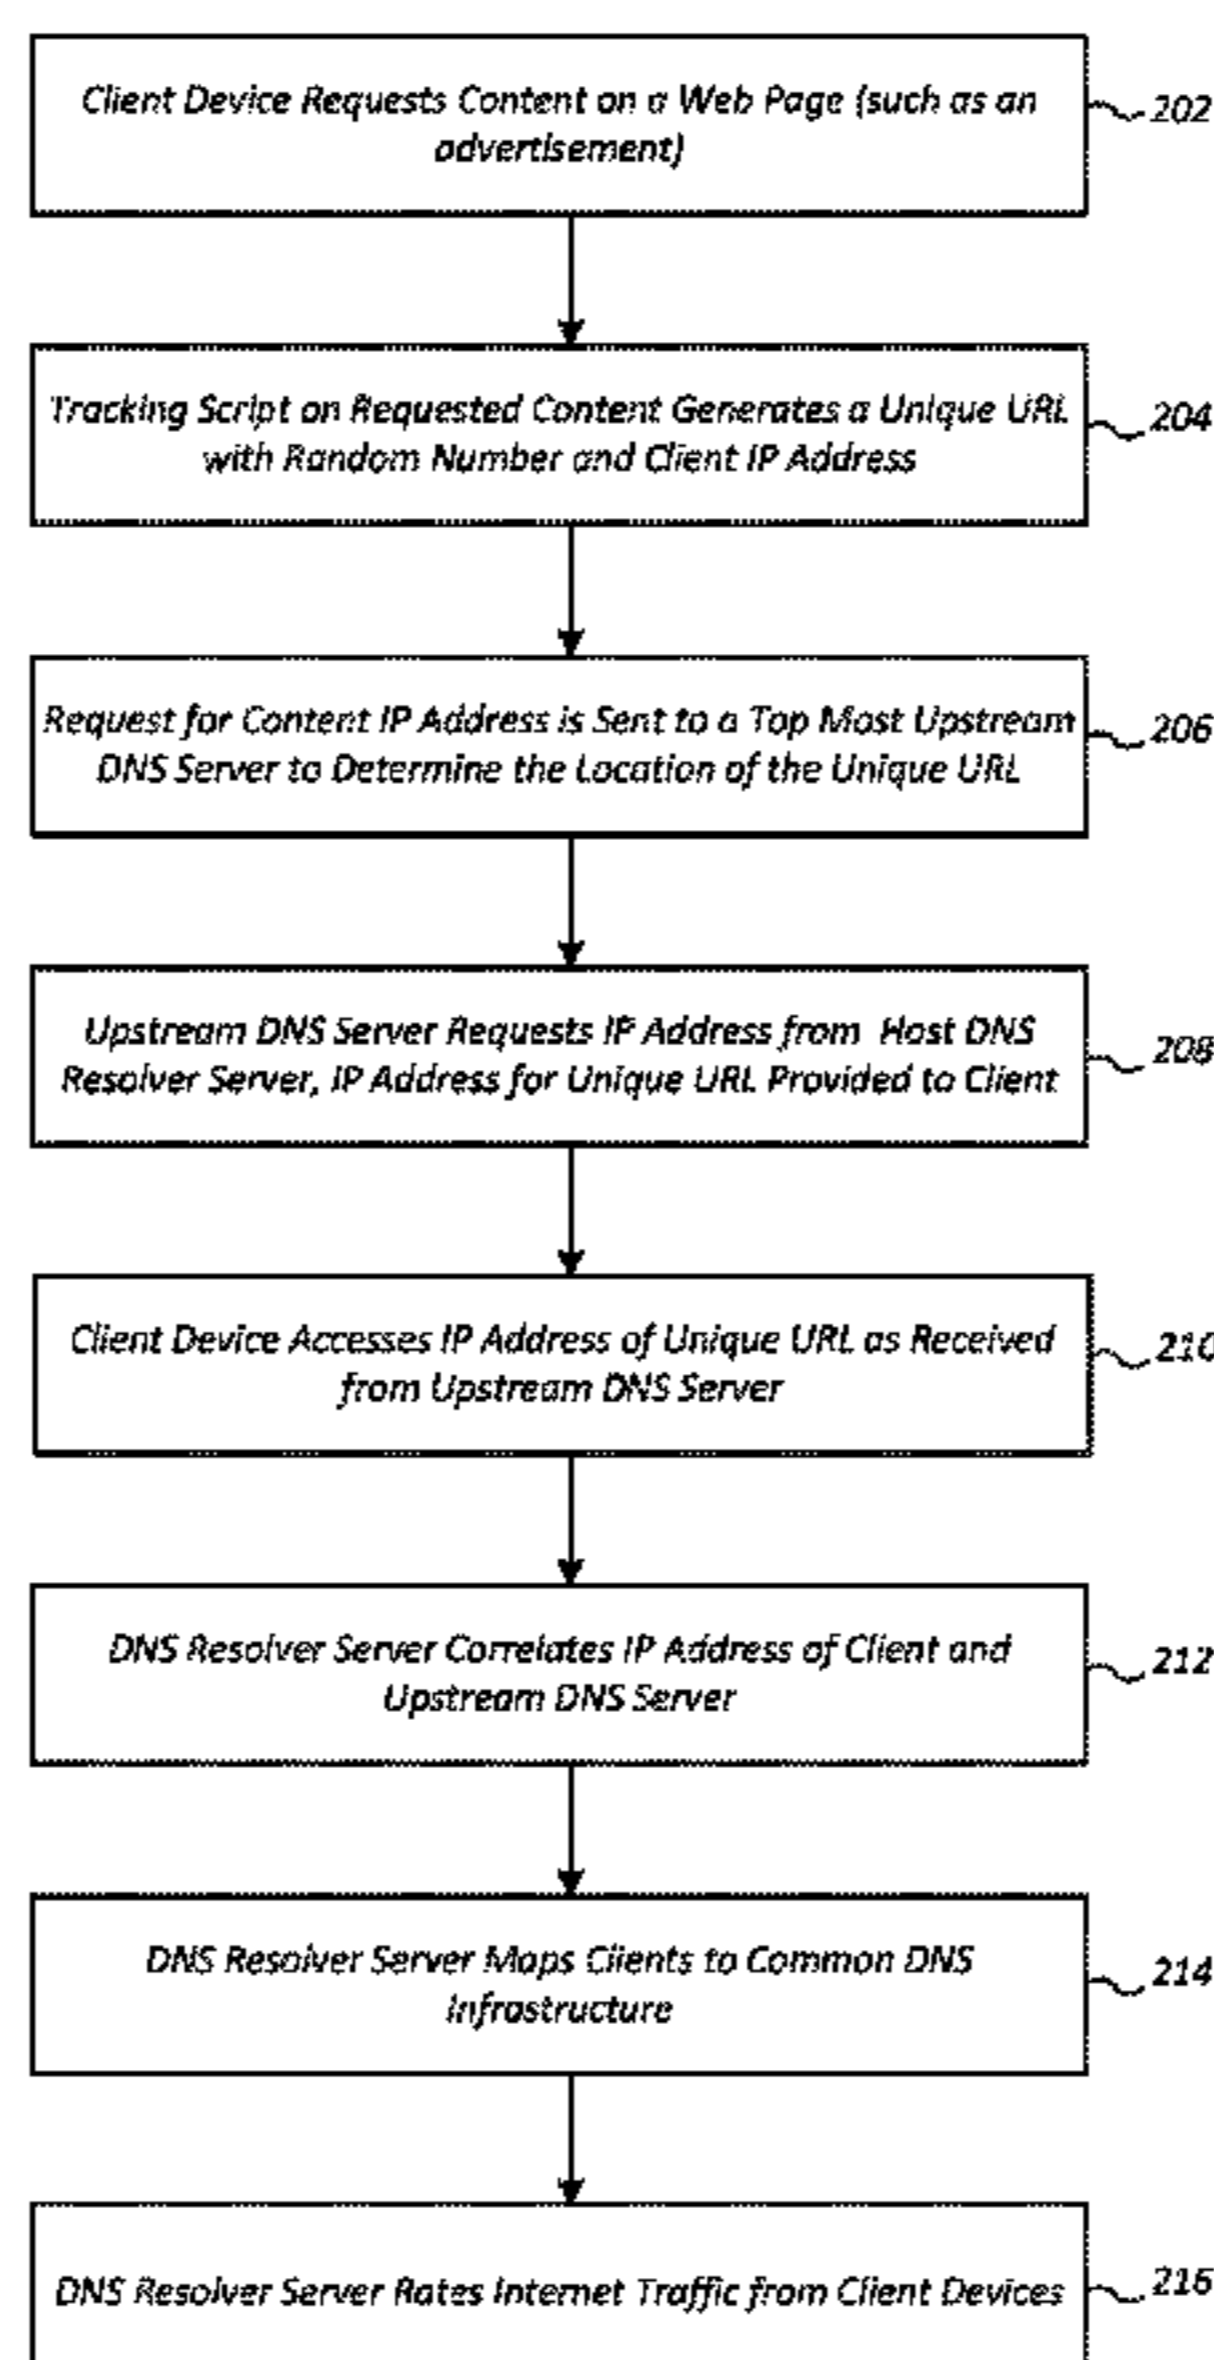 Client Device Requests Content on a Web Page (such as an
advertisement)
202
Tracking Script on Requested Content Generates a Unique URL
with Random Number and Client IP Address
204
Request for Content IP Address is Sent to a Top Most Upstream
DNS Server to Determine the Location of the Unique URL
206
Upstream DNS Server Requests IP Address from Host DNS
Resolver Server, IP Address for Unique URL Provided to Client
208
Client Device Accesses IP Address of Unique URL as Received
from Upstream DNS Server
210
DNS Resolver Server Correlates IP Address of Client and
Upstream DNS Server
212
DNS Resolver Server Maps Clients to Common DNS
Infrastructure
214
DNS Resolver Server Rates Internet Traffic from Client Devices
216